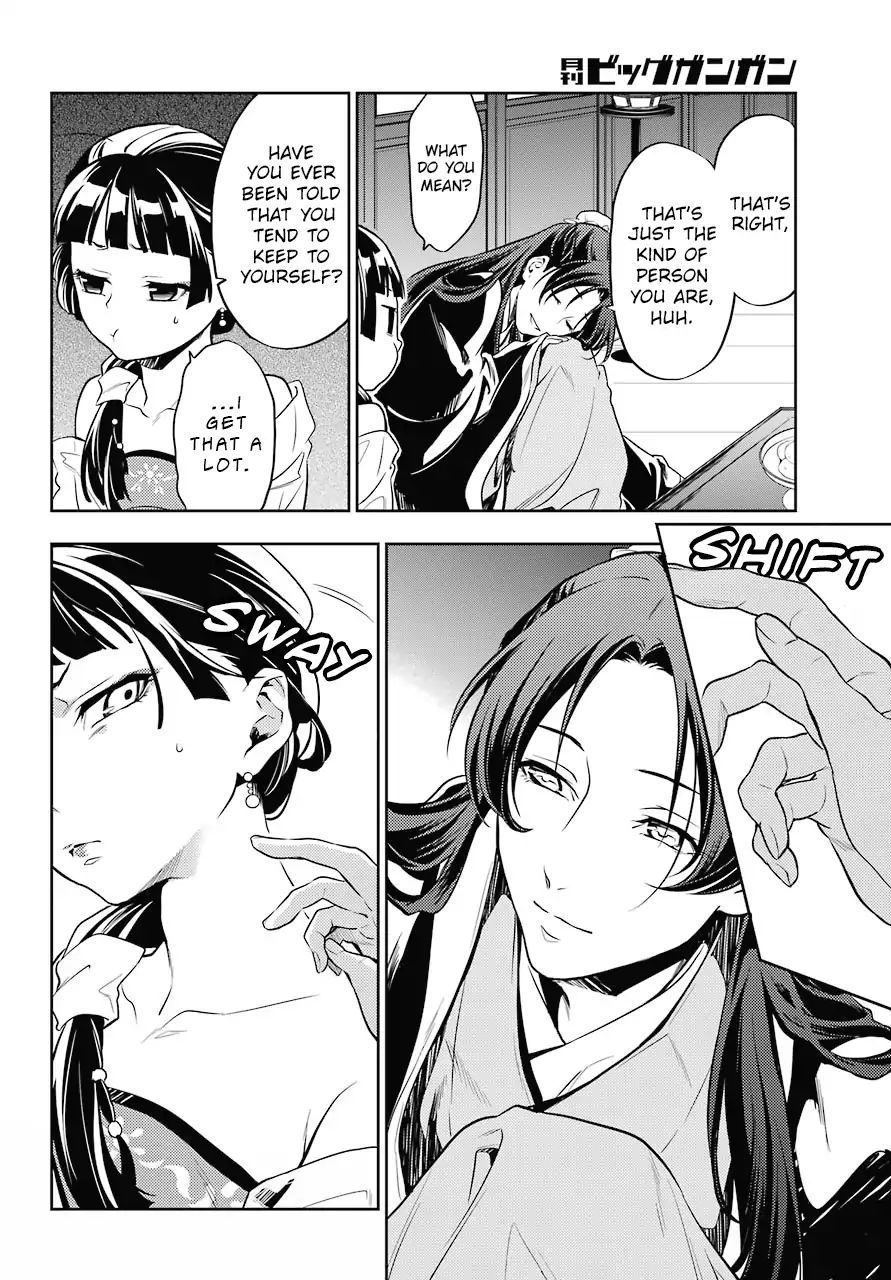 月刊ビッグガンガン
THAT'S
RIGHT,
THAT'S
JUST THE
KIND OF
PERSON
YOU ARE,
HUH.
WHAT
DO YOU
MEAN?
HAVE
YOU EVER
BEEN TOLD
THAT YOU
TEND TO
KEEP TO
YOURSELF?
...I
GET
THAT A
LOT.
SHIFT
SWAY